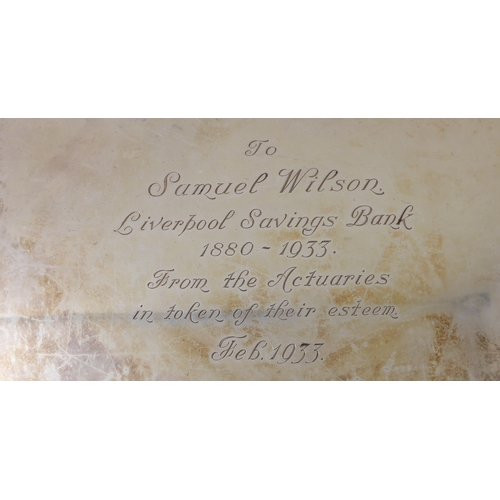 To
Samuel Wilson.
Liverpool Savings Bank
1880 - 1933.
From the Actuaries
in token of their esteem
Feb. 1933.